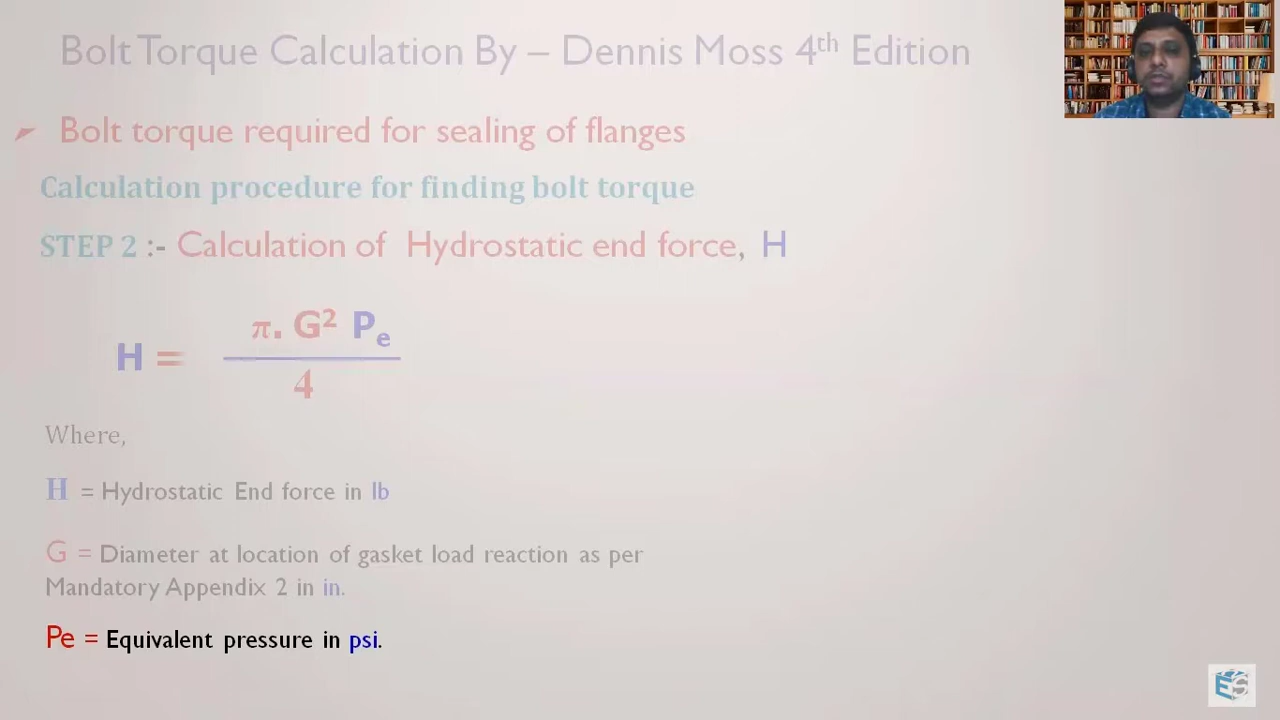 Bolt Torque Calculation By – Dennis Moss 4th Edition
Bolt torque required for sealing of flanges
Calculation procedure for finding bolt torque
STEP 2 :- Calculation of Hydrostatic end force, H
H = π. G² Pₑ / 4
Where,
H = Hydrostatic End force in lb
G = Diameter at location of gasket load reaction as per
Mandatory Appendix 2 in in.
Pe = Equivalent pressure in psi.
ES